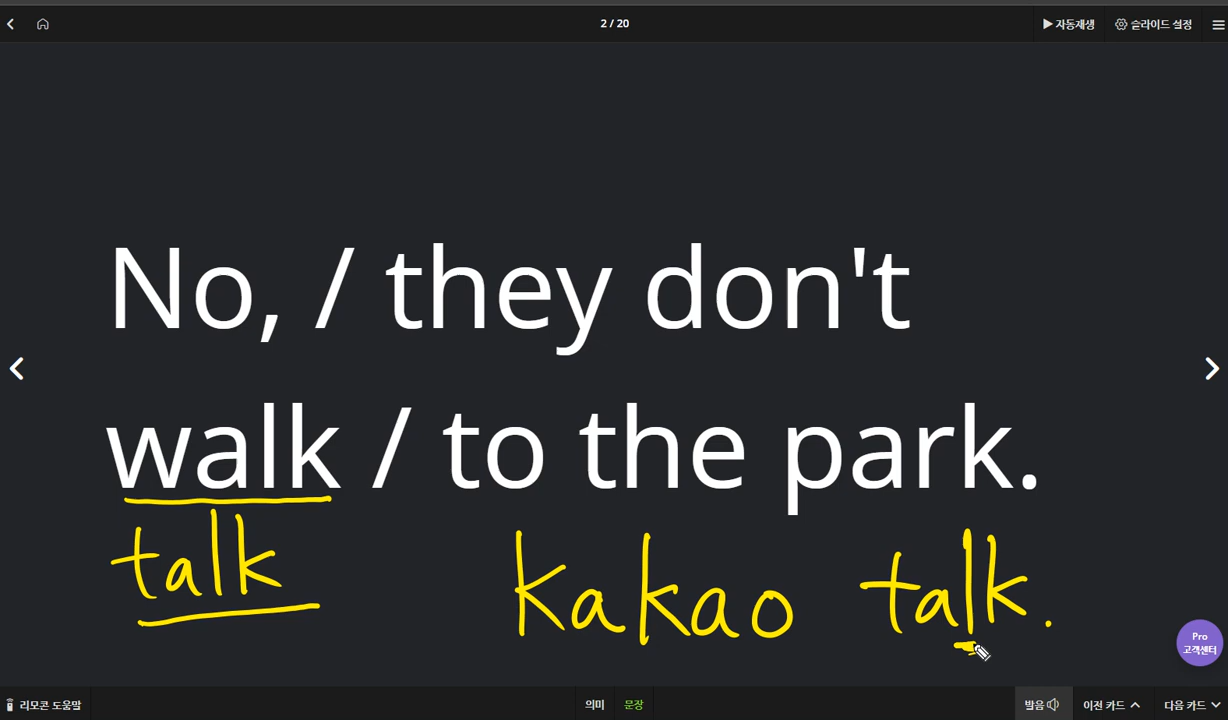 2 / 20
▶ 자동재생
슬라이드 설정
No, / they don't
walk / to the park.
talk
Kakao talk.
Pro
고객센터
리모콘 도움말
의미
문장
발음
이전 카드
다음 카드